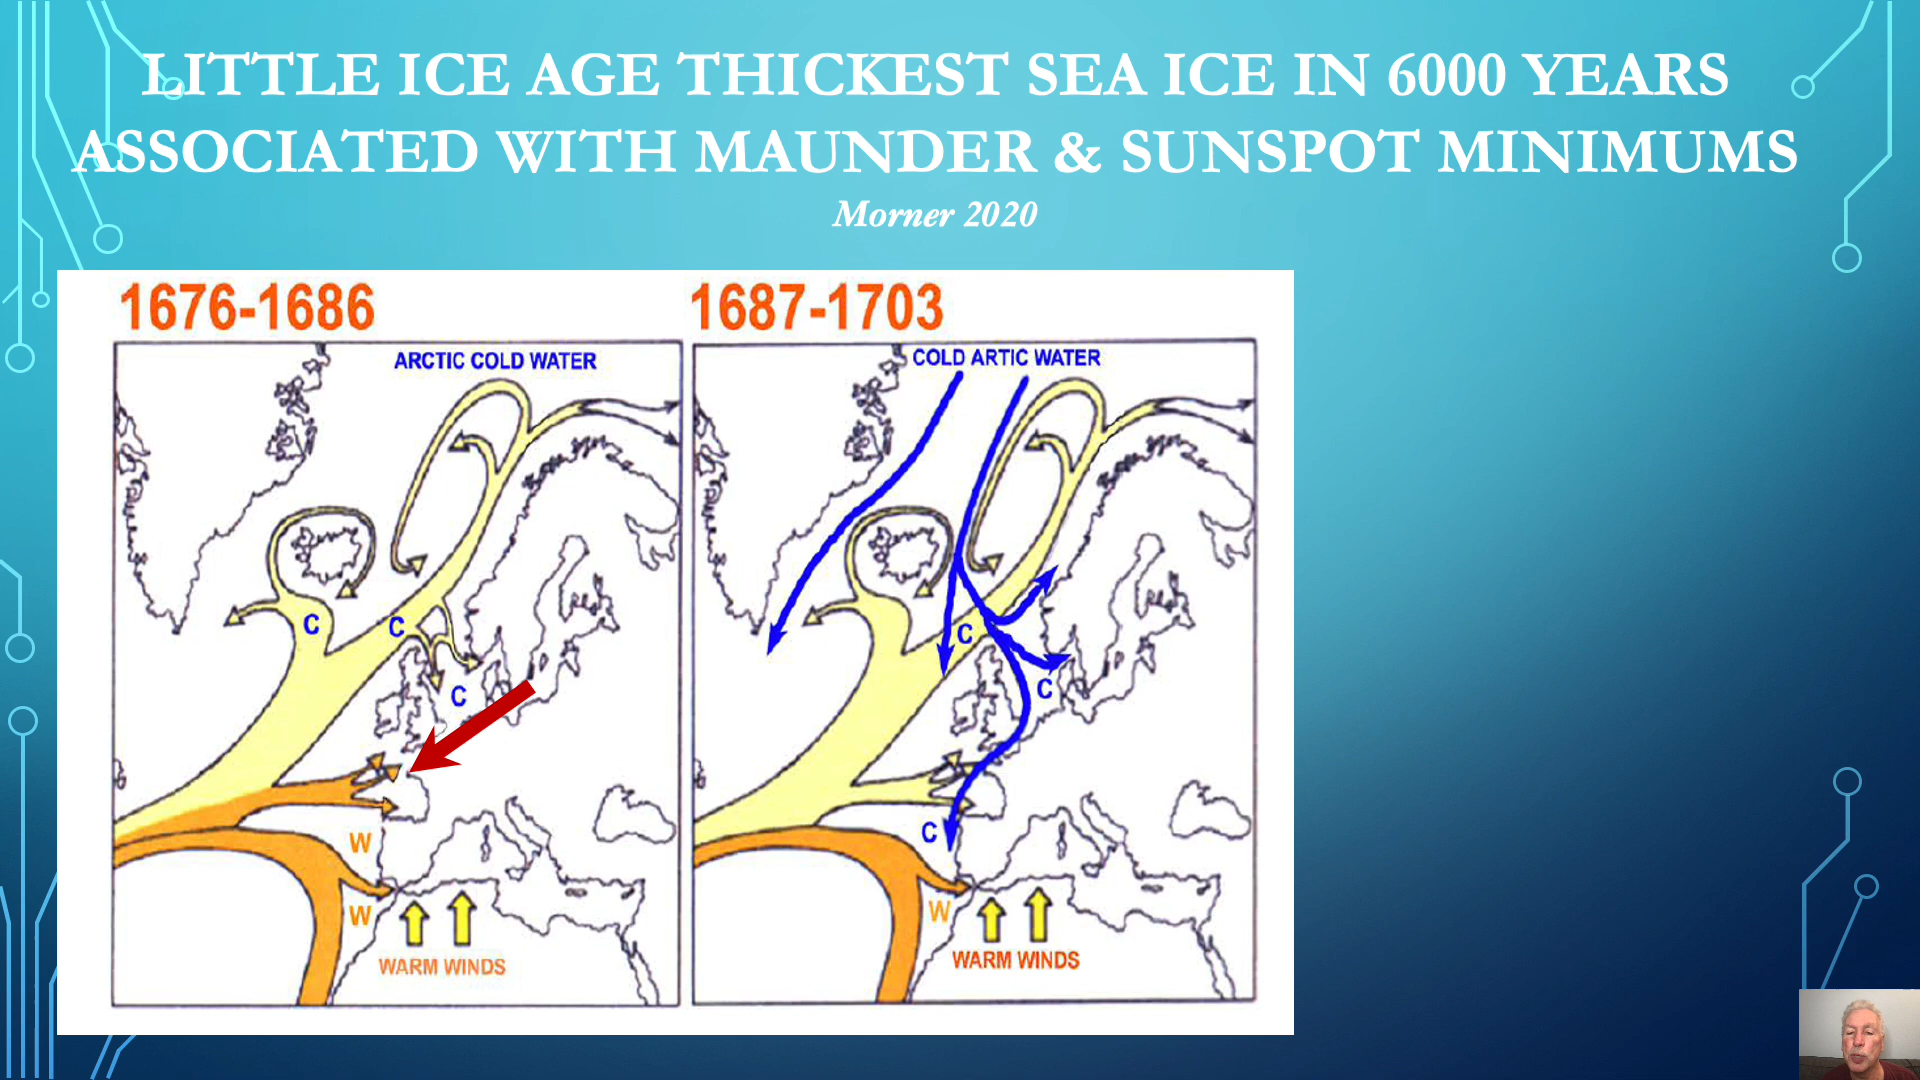 LITTLE ICE AGE THICKEST SEA ICE IN 6000 YEARS
ASSOCIATED WITH MAUNDER & SUNSPOT MINIMUMS
Morner 2020
1676-1686
ARCTIC COLD WATER
C
C
C
W
W
WARM WINDS
1687-1703
COLD ARTIC WATER
C
C
C
W
WARM WINDS